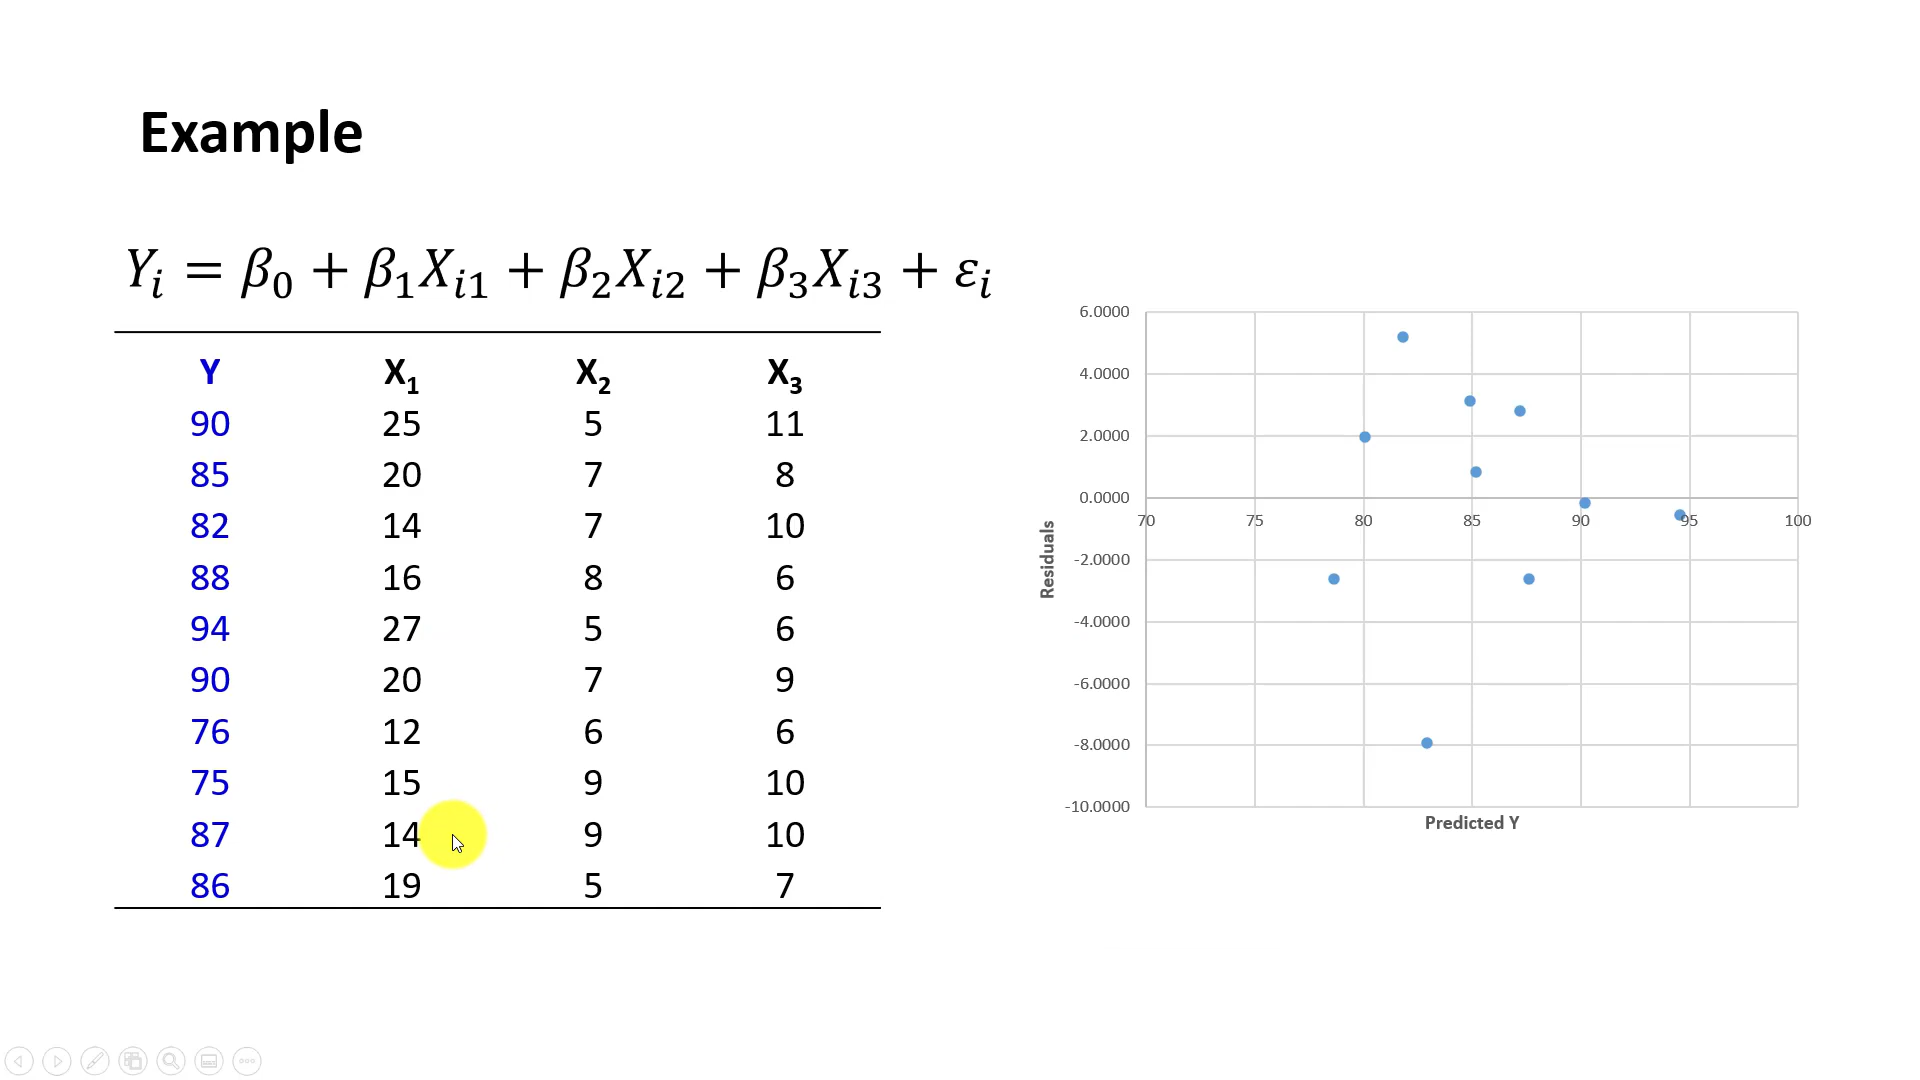 Example
Yᵢ = β₀ + β₁Xᵢ₁ + β₂Xᵢ₂ + β₃Xᵢ₃ + εᵢ
Y X₁ X₂ X₃
90 25 5 11
85 20 7 8
82 14 7 10
88 16 8 6
94 27 5 6
90 20 7 9
76 12 6 6
75 15 9 10
87 14 9 10
86 19 5 7
6.0000
4.0000
2.0000
0.0000
70 75 80 85 90 95 100
-2.0000
-4.0000
-6.0000
-8.0000
-10.0000
Residuals
Predicted Y